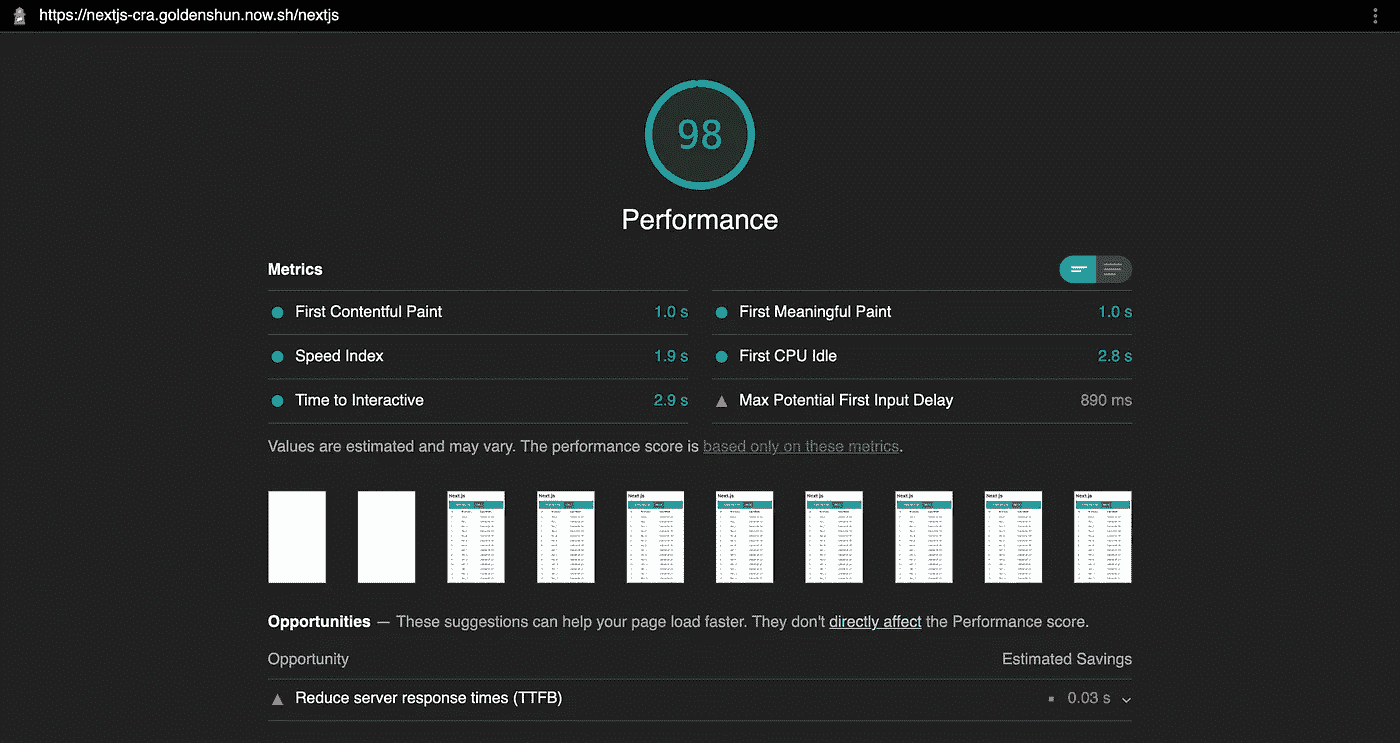 https://nextjs-cra.goldenshun.now.sh/nextjs
98
Performance
Metrics
First Contentful Paint 1.0 s
First Meaningful Paint 1.0 s
Speed Index 1.9 s
First CPU Idle 2.8 s
Time to Interactive 2.9 s
Max Potential First Input Delay 890 ms
Values are estimated and may vary. The performance score is based only on these metrics.
Next.js Next.js Next.js Next.js Next.js Next.js Next.js Next.js
Opportunities — These suggestions can help your page load faster. They don't directly affect the Performance score.
Opportunity Estimated Savings
Reduce server response times (TTFB) 0.03 s